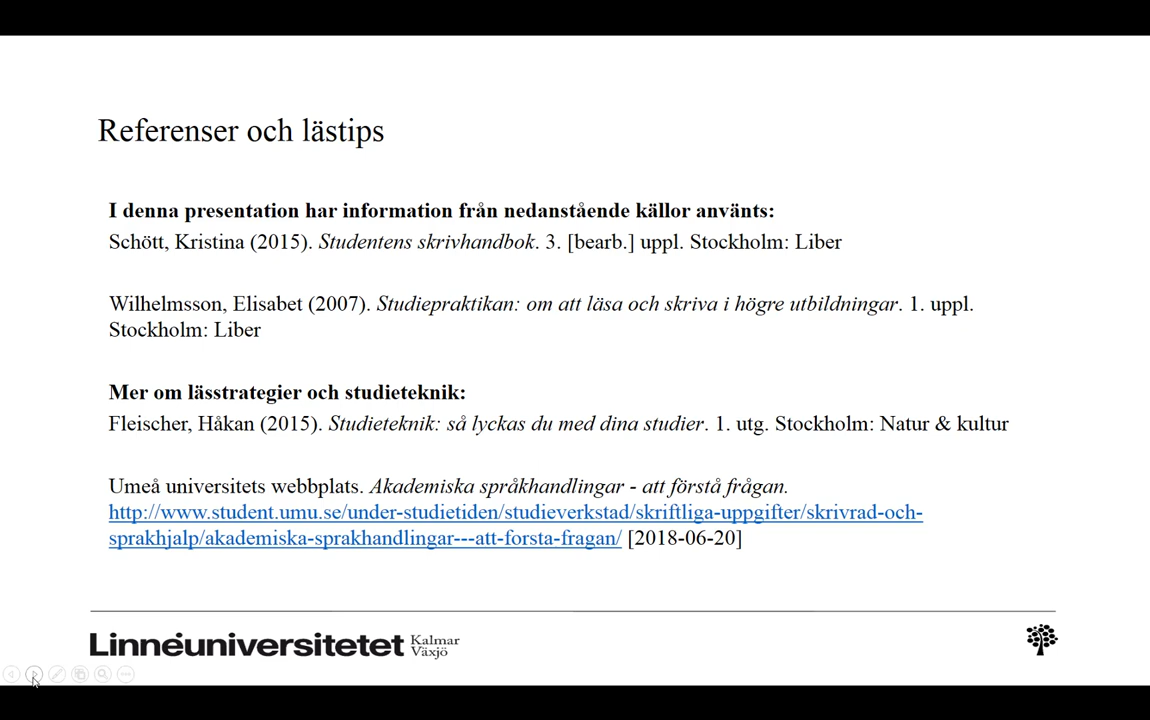 Referenser och lästips
I denna presentation har information från nedanstående källor använts:
Schött, Kristina (2015). Studentens skrivhandbok. 3. [bearb.] uppl. Stockholm: Liber
Wilhelmsson, Elisabet (2007). Studiepraktikan: om att läsa och skriva i högre utbildningar. 1. uppl.
Stockholm: Liber
Mer om lässtrategier och studieteknik:
Fleischer, Håkan (2015). Studieteknik: så lyckas du med dina studier. 1. utg. Stockholm: Natur & kultur
Umeå universitets webbplats. Akademiska språkhandlingar - att förstå frågan.
http://www.student.umu.se/under-studietiden/studieverkstad/skriftliga-uppgifter/skrivrad-och-
sprakhjalp/akademiska-sprakhandlingar---att-forsta-fragan/ [2018-06-20]
Linnéuniversitetet Kalmar
Växjö